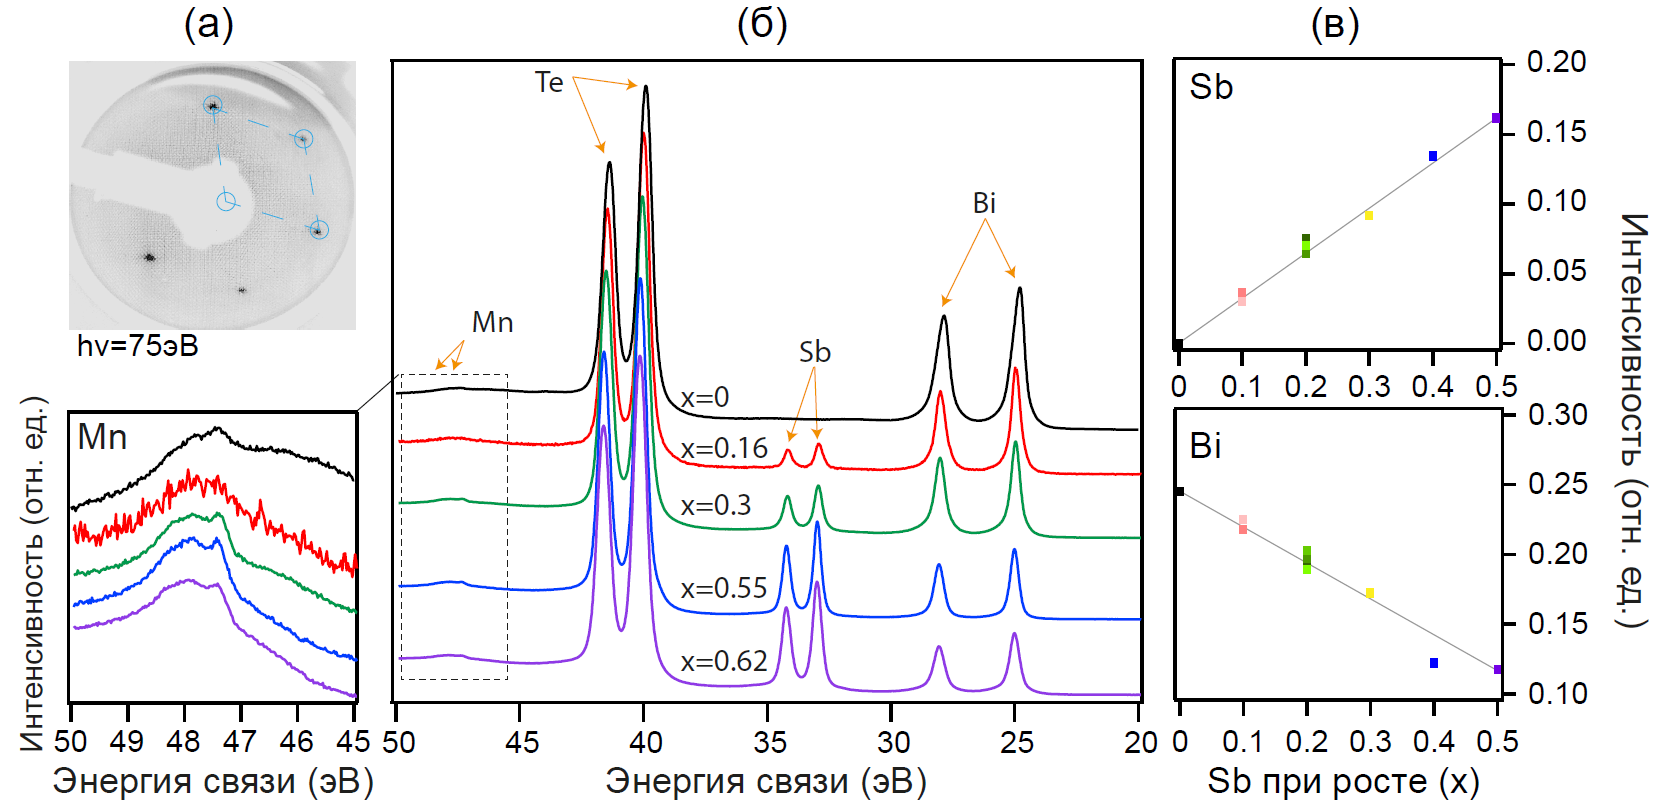 (а)
hν=75эВ
Mn
Интенсивность (отн. ед.)
50 49 48 47 46 45
Энергия связи (эВ)
(б)
Te
Mn
Sb
Bi
x=0
x=0.16
x=0.3
x=0.55
x=0.62
50 45 40 35 30 25 20
Энергия связи (эВ)
(в)
Sb
0.20
0.15
0.10
0.05
0.00
0 0.1 0.2 0.3 0.4 0.5
Bi
0.30
0.25
0.20
0.15
0.10
0 0.1 0.2 0.3 0.4 0.5
Sb при росте (x)
Интенсивность (отн. ед.)